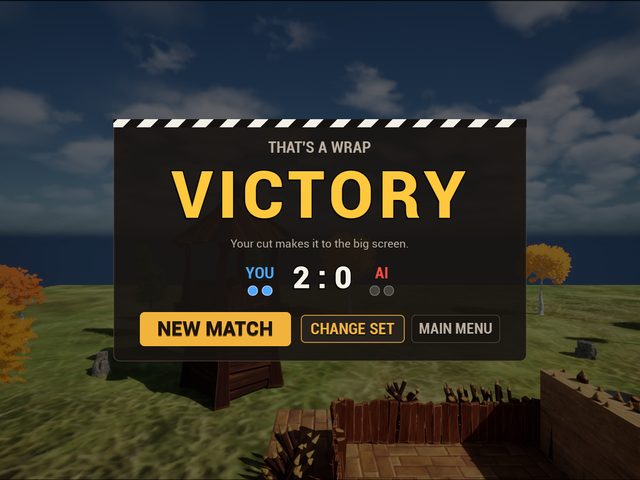 THAT'S A WRAP
VICTORY
Your cut makes it to the big screen.
YOU 2 : 0 AI
NEW MATCH CHANGE SET MAIN MENU